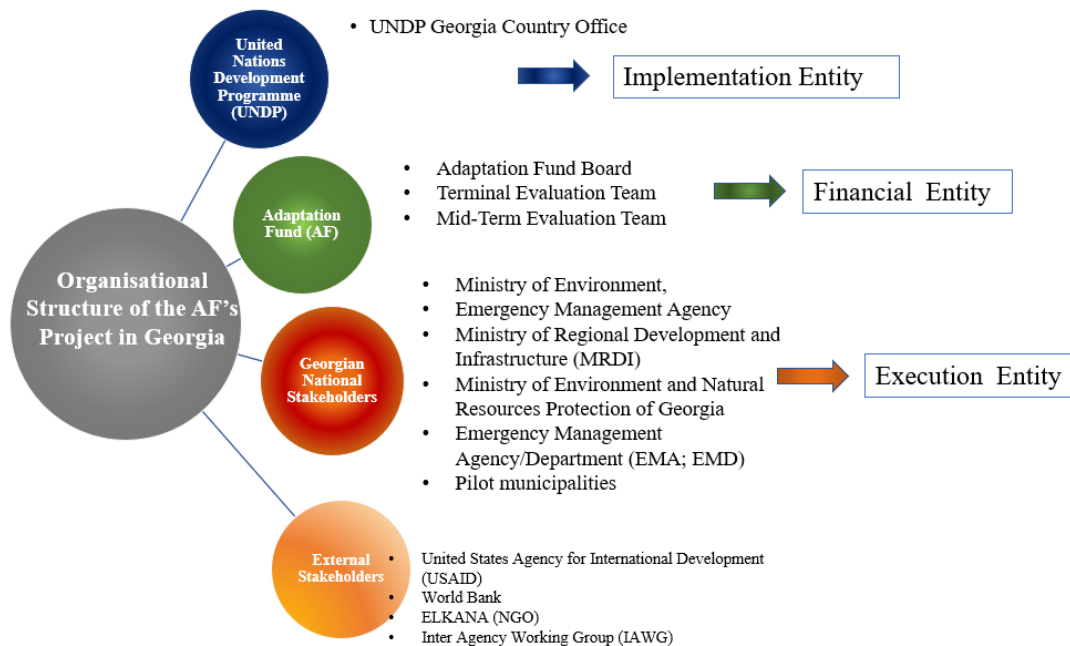 Organisational
Structure of the AF's
Project in Georgia
United
Nations
Development
Programme
(UNDP)
• UNDP Georgia Country Office
Implementation Entity
Adaptation
Fund (AF)
• Adaptation Fund Board
• Terminal Evaluation Team
• Mid-Term Evaluation Team
Financial Entity
Georgian
National
Stakeholders
• Ministry of Environment,
• Emergency Management Agency
• Ministry of Regional Development and
Infrastructure (MRDI)
• Ministry of Environment and Natural
Resources Protection of Georgia
• Emergency Management
Agency/Department (EMA; EMD)
• Pilot municipalities
Execution Entity
External
Stakeholders
• United States Agency for International Development
(USAID)
• World Bank
• ELKANA (NGO)
• Inter Agency Working Group (IAWG)